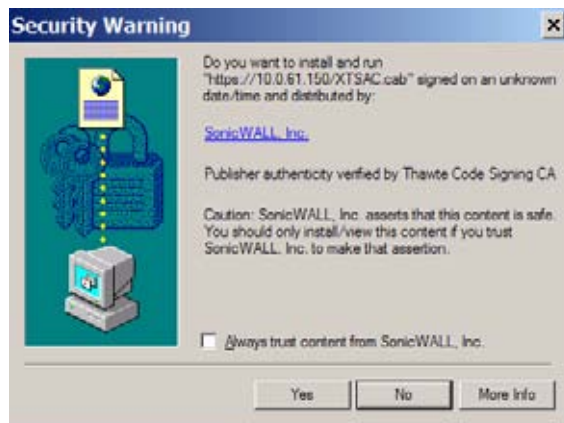 Security Warning
Do you want to install and run
"https://10.0.61.150/XTSAC.cab" signed on an unknown
date/time and distributed by:
SonicWALL, Inc.
Publisher authenticity verified by Thawte Code Signing CA
Caution: SonicWALL, Inc. asserts that this content is safe.
You should only install/view this content if you trust
SonicWALL, Inc. to make that assertion.
Always trust content from SonicWALL, Inc.
Yes
No
More Info